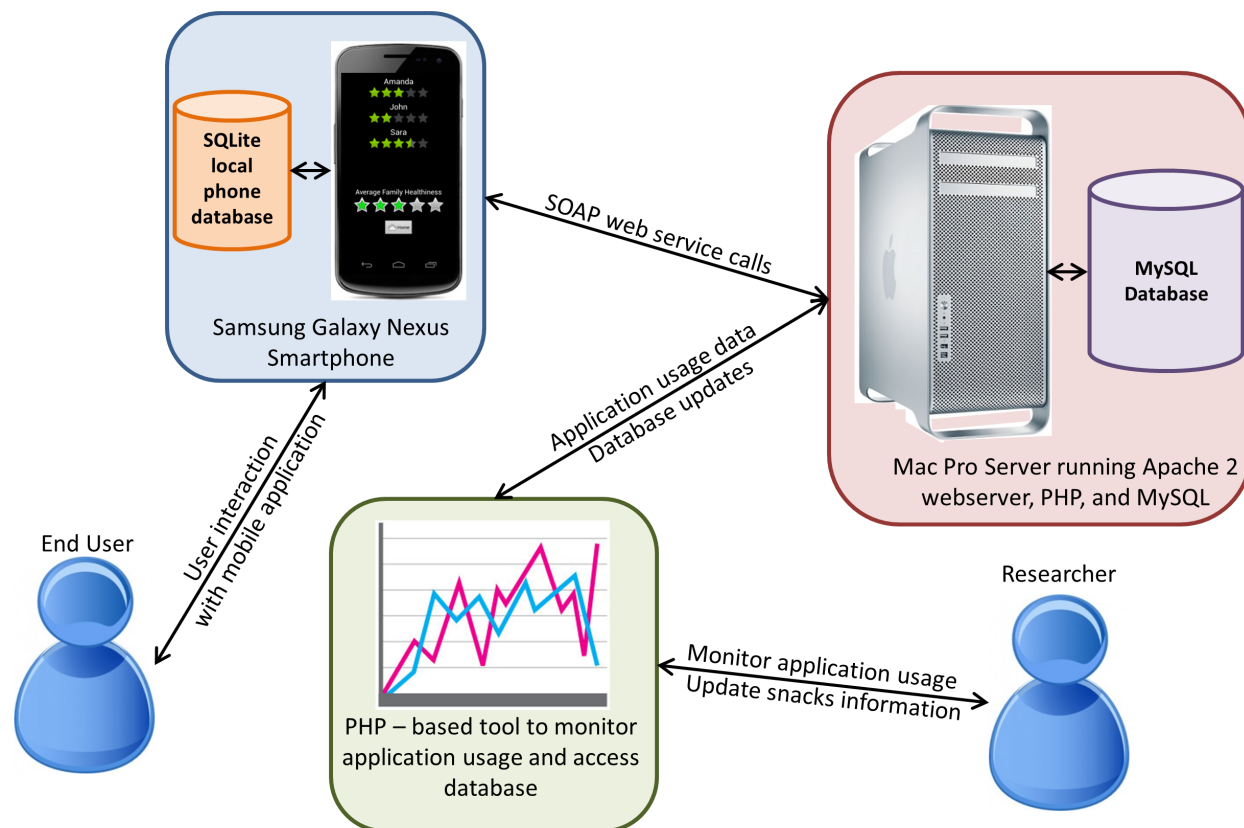 Amanda
John
Sara
Average Family Healthiness
Home
SQLite
local
phone
database
Samsung Galaxy Nexus
Smartphone
SOAP web service calls
MySQL
Database
Mac Pro Server running Apache 2
webserver, PHP, and MySQL
Application usage data
Database updates
User interaction
with mobile application
End User
PHP – based tool to monitor
application usage and access
database
Monitor application usage
Update snacks information
Researcher